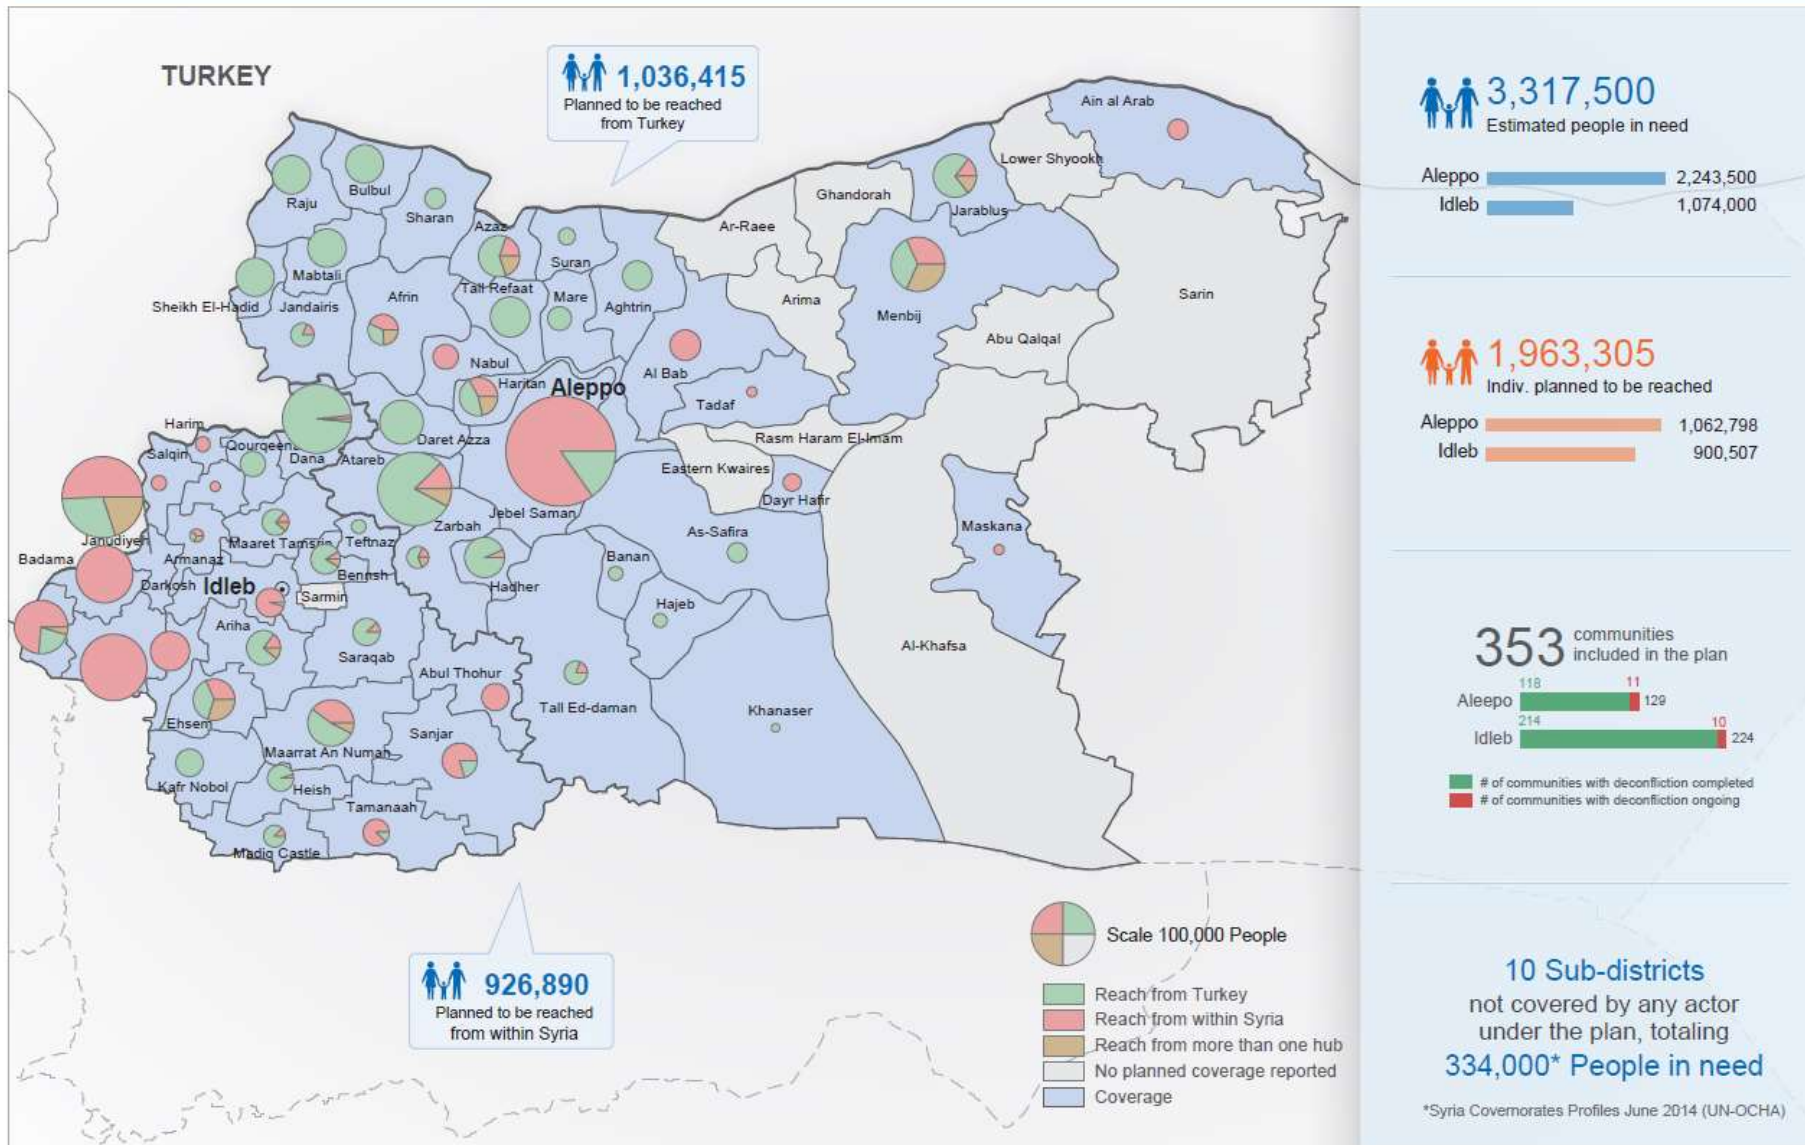 TURKEY
1,036,415
Planned to be reached
from Turkey
Ain al Arab
Lower Shyookh
Ghandorah
Jarablus
Ar-Raee
Raju
Bulbul
Sharan
Azaz
Suran
Mabtali
Sheikh El-Hadid
Jandairis
Afrin
Tall Refaat
Mare
Aghtrin
Arima
Menbij
Sarin
Abu Qalqal
Nabul
Haritan
Aleppo
Al Bab
Tadaf
Harim
Salqin
Qourqeena
Dana
Atareb
Daret Azza
Rasm Haram El-Imam
Eastern Kwaires
Dayr Hafir
Jebel Saman
Zarbah
As-Safira
Maskana
Janudiyeh
Badama
Armanaz
Maaret Tamsrin
Teftnaz
Darkosh
Idleb
Bennsh
Sarmin
Hadher
Banan
Hajeb
Ariha
Saraqab
Abul Thohur
Al-Khafsa
Tall Ed-daman
Khanaser
Ehsem
Maarrat An Numan
Sanjar
Kafr Nobol
Heish
Tamanaah
Madiq Castle
926,890
Planned to be reached
from within Syria
Scale 100,000 People
Reach from Turkey
Reach from within Syria
Reach from more than one hub
No planned coverage reported
Coverage
3,317,500
Estimated people in need
Aleppo 2,243,500
Idleb 1,074,000
1,963,305
Indiv. planned to be reached
Aleppo 1,062,798
Idleb 900,507
353 communities
included in the plan
118 11
Aleepo 129
214 10
Idleb 224
# of communities with deconfliction completed
# of communities with deconfliction ongoing
10 Sub-districts
not covered by any actor
under the plan, totaling
334,000* People in need
*Syria Covernorates Profiles June 2014 (UN-OCHA)